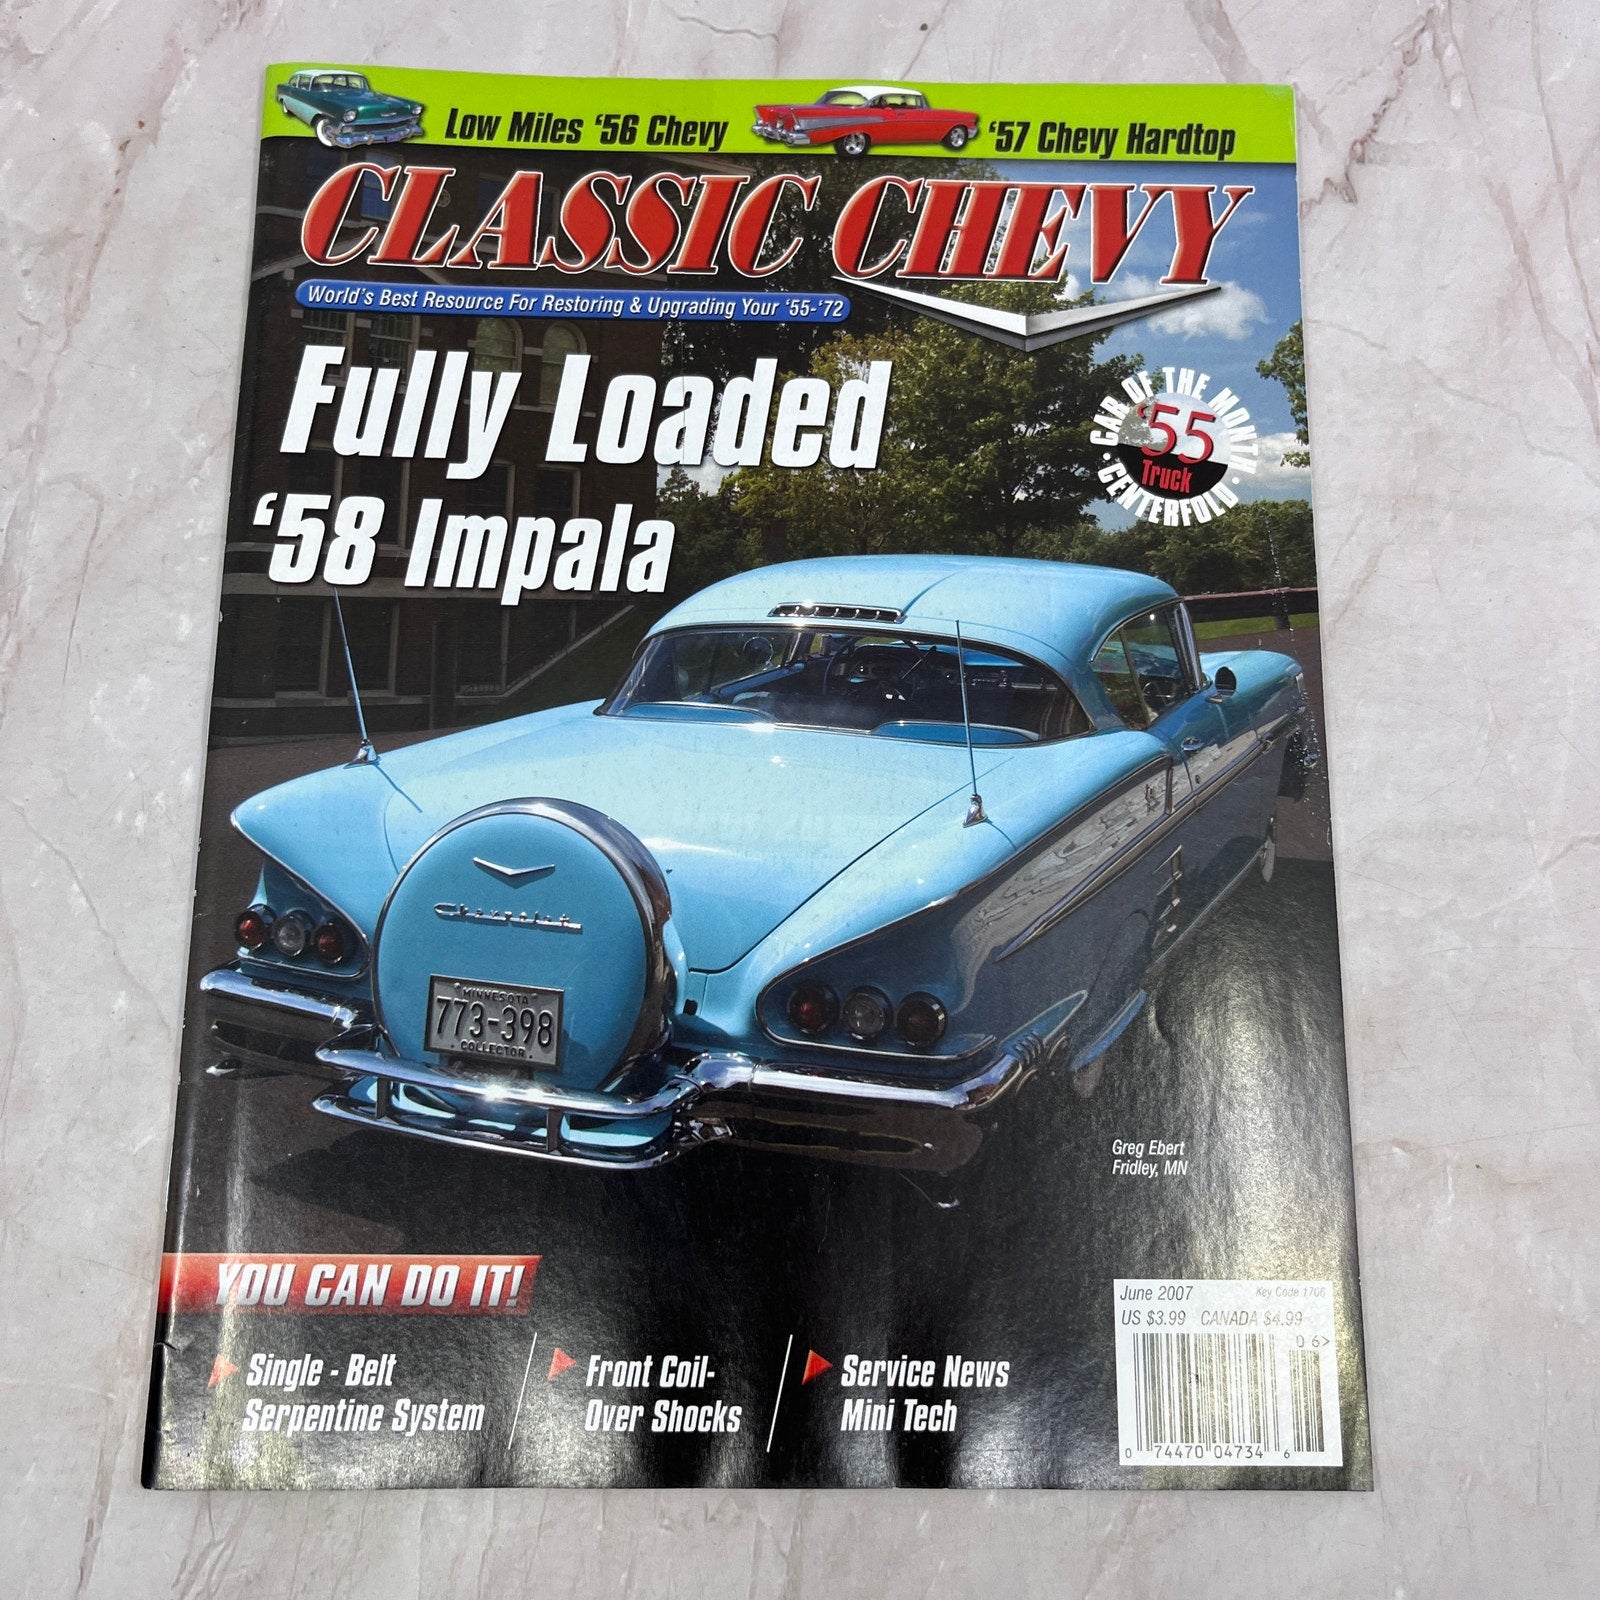 Low Miles ‘56 Chevy
‘57 Chevy Hardtop
CLASSIC CHEVY
World's Best Resource For Restoring & Upgrading Your ‘55-‘72
Fully Loaded
‘58 Impala
CAR OF THE MONTH
‘55
Truck
• CENTERFOLD •
Chevrolet
MINNESOTA
773-398
• COLLECTOR •
Greg Ebert
Fridley, MN
YOU CAN DO IT!
Single - Belt
Serpentine System
Front Coil-
Over Shocks
Service News
Mini Tech
June 2007 Key Code 1706
US $3.99 CANADA $4.99
06>
0 74470 04734 6